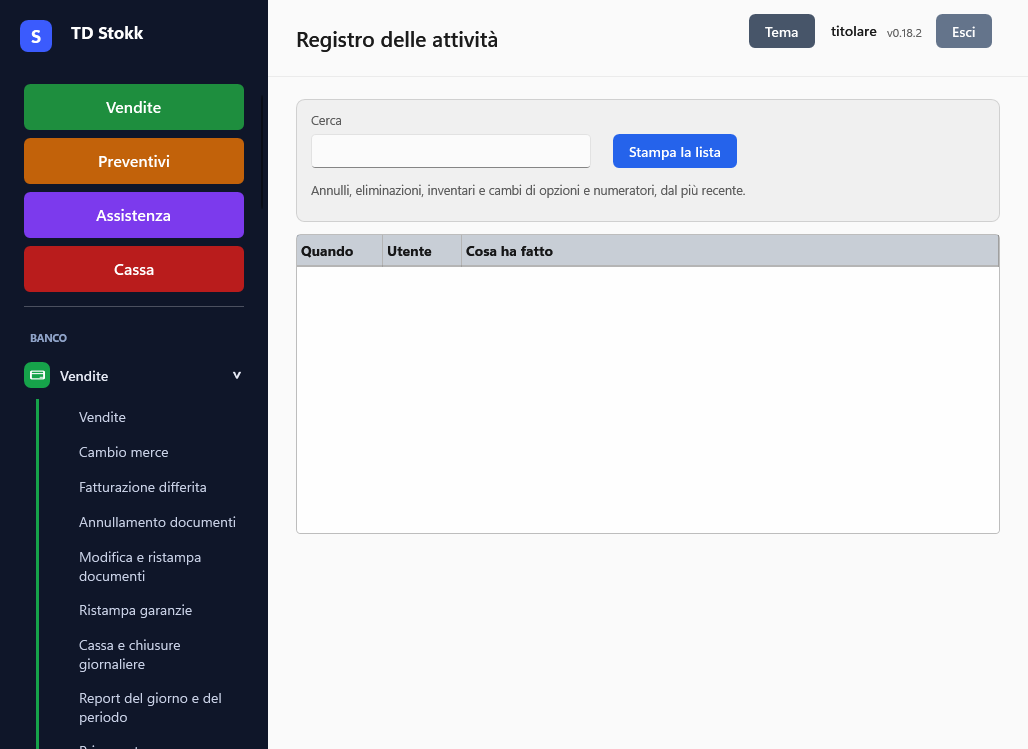 S
TD Stokk
Vendite
Preventivi
Assistenza
Cassa
BANCO
Vendite
Vendite
Cambio merce
Fatturazione differita
Annullamento documenti
Modifica e ristampa
documenti
Ristampa garanzie
Cassa e chiusure
giornaliere
Report del giorno e del
periodo
Registro delle attività
Tema
titolare
v0.18.2
Esci
Cerca
Stampa la lista
Annulli, eliminazioni, inventari e cambi di opzioni e numeratori, dal più recente.
Quando
Utente
Cosa ha fatto